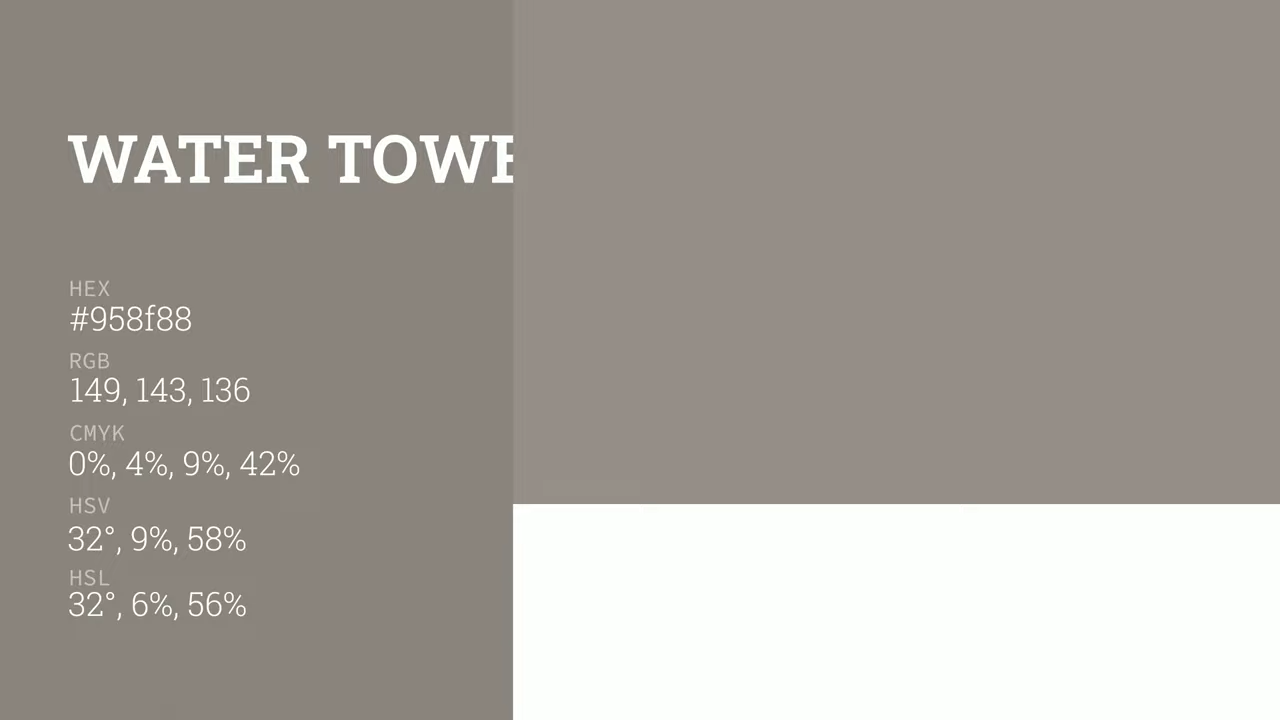 WATER TOWE
HEX
#958f88
RGB
149, 143, 136
CMYK
0%, 4%, 9%, 42%
HSV
32°, 9%, 58%
HSL
32°, 6%, 56%